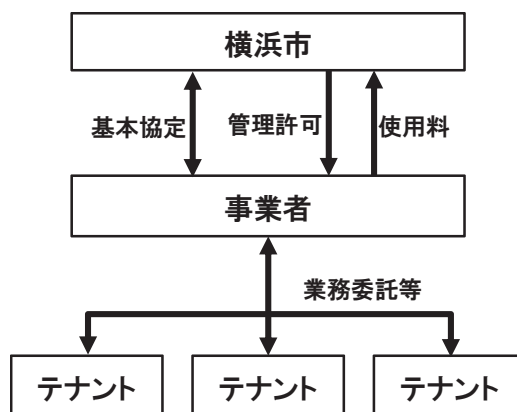 横浜市
基本協定
管理許可
使用料
事業者
業務委託等
テナント
テナント
テナント